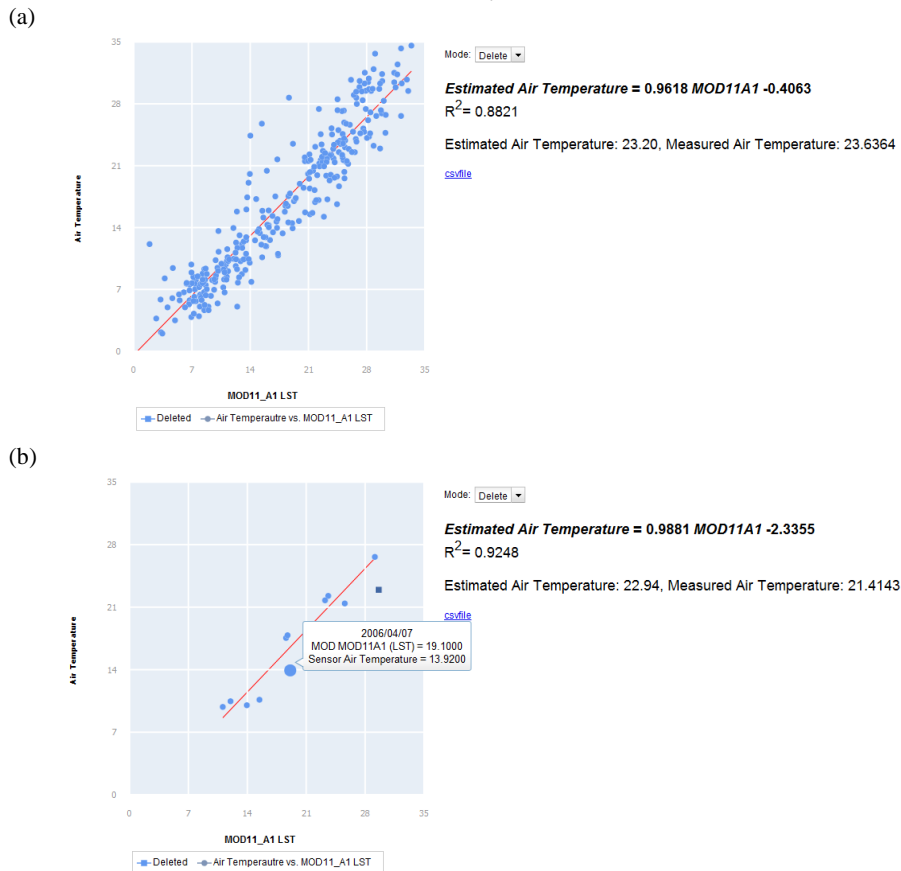 (a)
35
28
21
14
7
0
Air Temperature
0 7 14 21 28 35
MOD11_A1 LST
Deleted Air Temperautre vs. MOD11_A1 LST
Mode: Delete
Estimated Air Temperature = 0.9618 MOD11A1 -0.4063
R2= 0.8821
Estimated Air Temperature: 23.20, Measured Air Temperature: 23.6364
csvfile
(b)
35
28
21
14
7
0
Air Temperature
2006/04/07
MOD MOD11A1 (LST) = 19.1000
Sensor Air Temperature = 13.9200
0 7 14 21 28 35
MOD11_A1 LST
Deleted Air Temperautre vs. MOD11_A1 LST
Mode: Delete
Estimated Air Temperature = 0.9881 MOD11A1 -2.3355
R2= 0.9248
Estimated Air Temperature: 22.94, Measured Air Temperature: 21.4143
csvfile